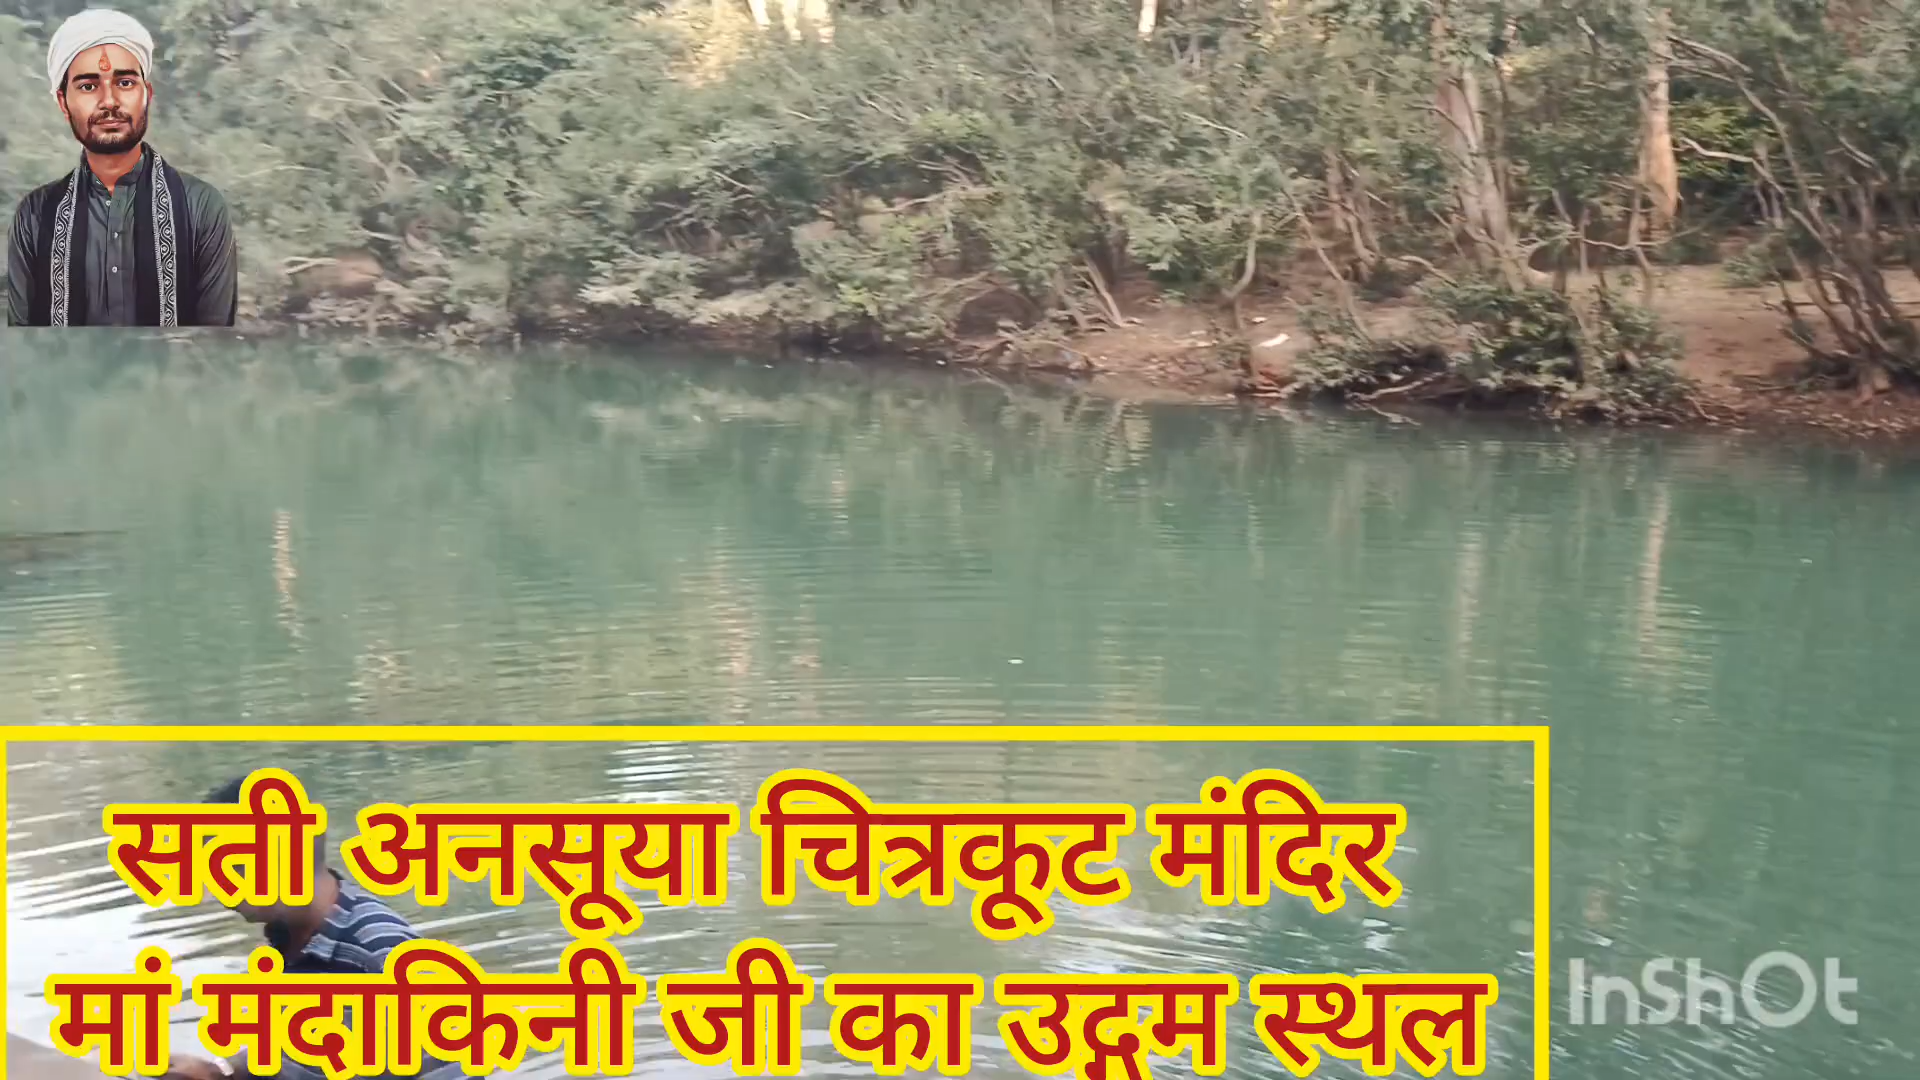 सती अनसूया चित्रकूट मंदिर
मां मंदाकिनी जी का उद्गम स्थल
InShOt